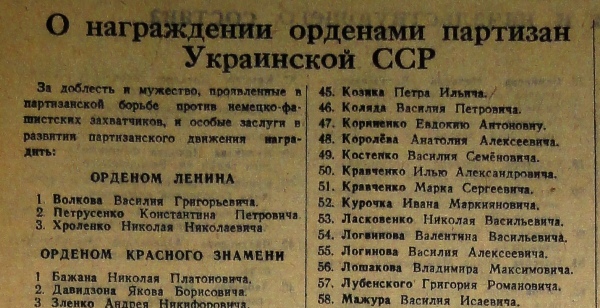 О награждении орденами партизан
Украинской ССР
За доблесть и мужество, проявленные в
партизанской борьбе против немецко-фа-
шистских захватчиков, и особые заслуги в
развитии партизанского движения награ-
дить:
ОРДЕНОМ ЛЕНИНА
1 Волкова Василия Григорьевича.
2. Петрусенко Константина Петровича
3. Хроленко Николая Николаевича
ОРДЕНОМ КРАСНОГО ЗНАМЕНИ
1 Бажана Николая Платоновича.
2 Давидзона Якова Борисовича.
3 Зленко Андрея Никифоровича.
45. Козика Петра Ильича.
46. Коляда Василия Петровича.
47. Кориненко Евдокию Антоновну.
48. Королёва Анатолия Алексеевича.
49. Костенко Василия Семёновича.
50. Кравченко Илью Александровича.
51. Кравченко Марка Сергеевича.
52. Курочка Ивана Маркияновича.
53. Ласковенко Николая Васильевича.
54. Логвинова Валентина Васильевича.
55. Логинова Василия Алексеевича.
56. Лошакова Владимира Максимовича.
57. Лубенского Григория Романовича.
58. Мажура Василия Исаевича.